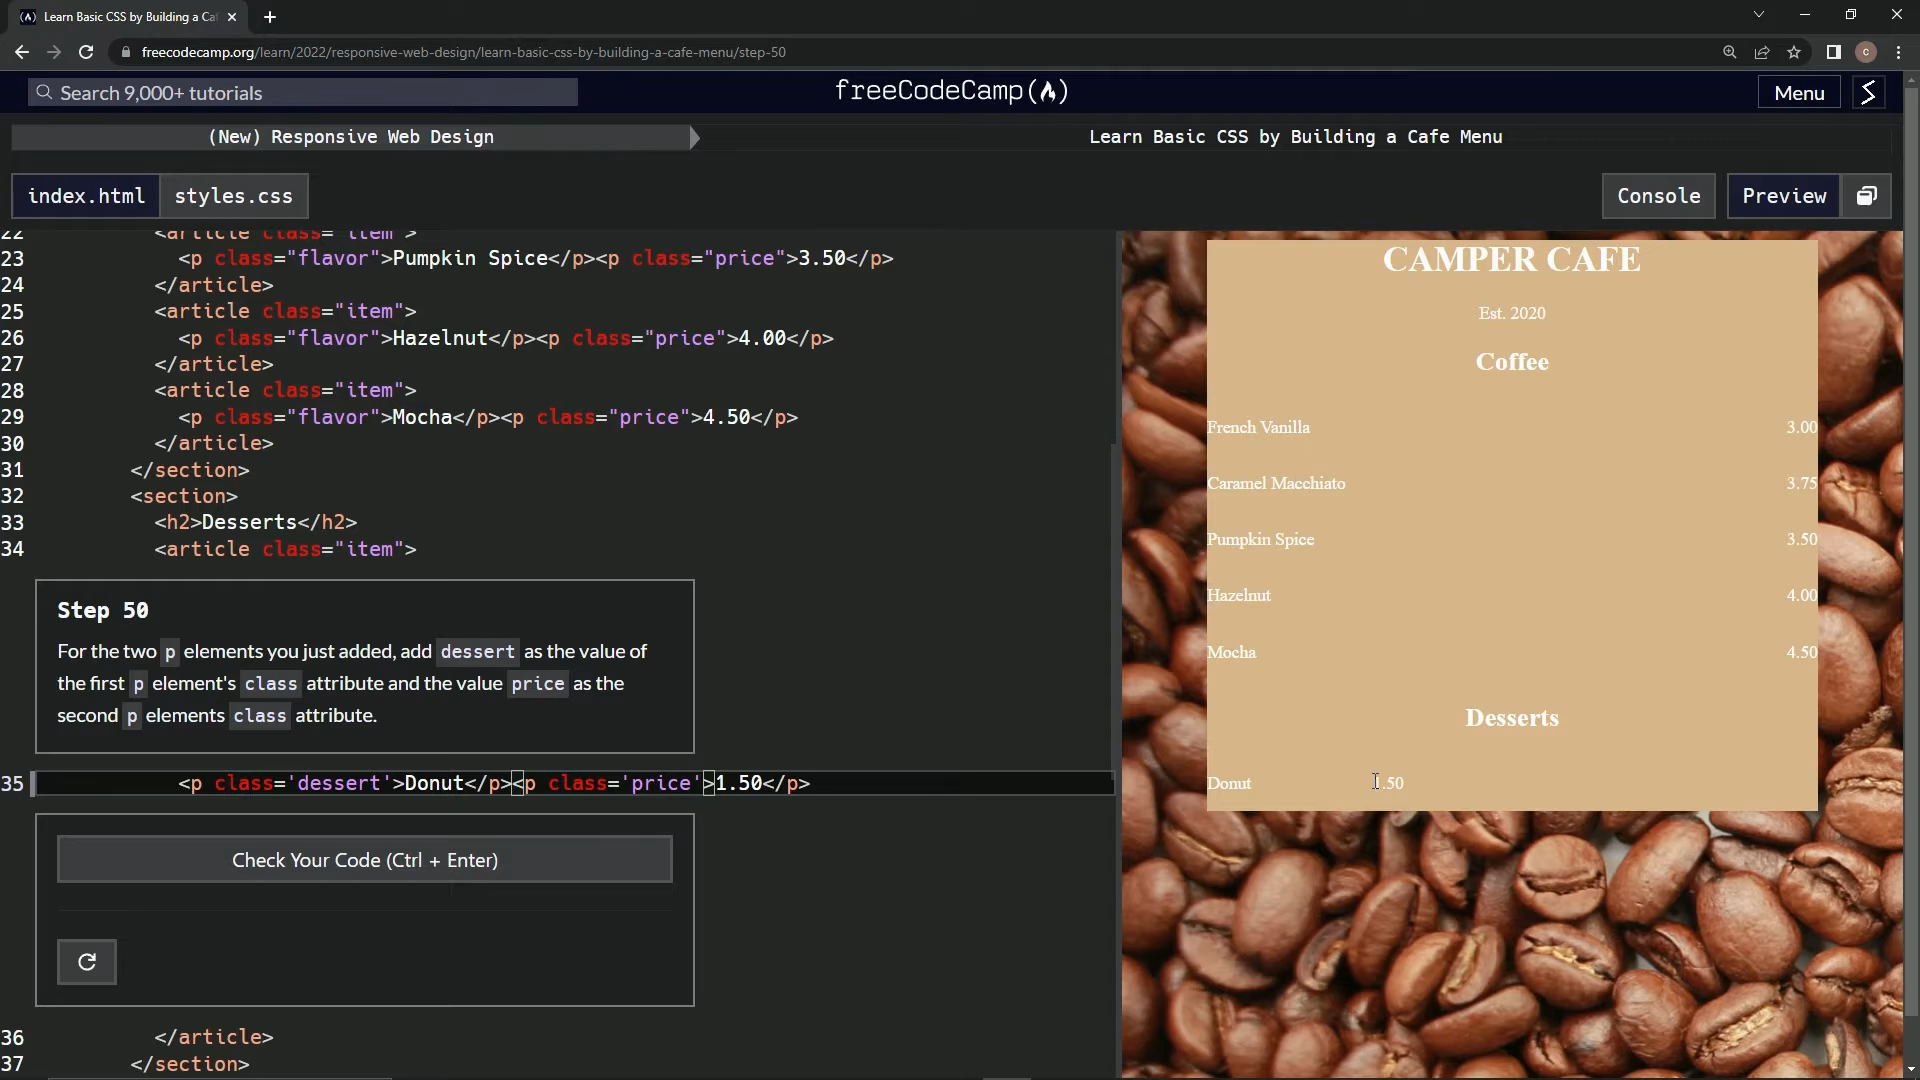 Learn Basic CSS by Building a Ca
freecodecamp.org/learn/2022/responsive-web-design/learn-basic-css-by-building-a-cafe-menu/step-50
C
Search 9,000+ tutorials
freeCodeCamp
Menu
(New) Responsive Web Design
Learn Basic CSS by Building a Cafe Menu
index.html
styles.css
Console
Preview
22 <article class="item">
23 <p class="flavor">Pumpkin Spice</p><p class="price">3.50</p>
24 </article>
25 <article class="item">
26 <p class="flavor">Hazelnut</p><p class="price">4.00</p>
27 </article>
28 <article class="item">
29 <p class="flavor">Mocha</p><p class="price">4.50</p>
30 </article>
31 </section>
32 <section>
33 <h2>Desserts</h2>
34 <article class="item">
Step 50
For the two p elements you just added, add dessert as the value of
the first p element's class attribute and the value price as the
second p elements class attribute.
35 <p class='dessert'>Donut</p><p class='price'>1.50</p>
Check Your Code (Ctrl + Enter)
36 </article>
37 </section>
CAMPER CAFE
Est. 2020
Coffee
French Vanilla 3.00
Caramel Macchiato 3.75
Pumpkin Spice 3.50
Hazelnut 4.00
Mocha 4.50
Desserts
Donut 1.50